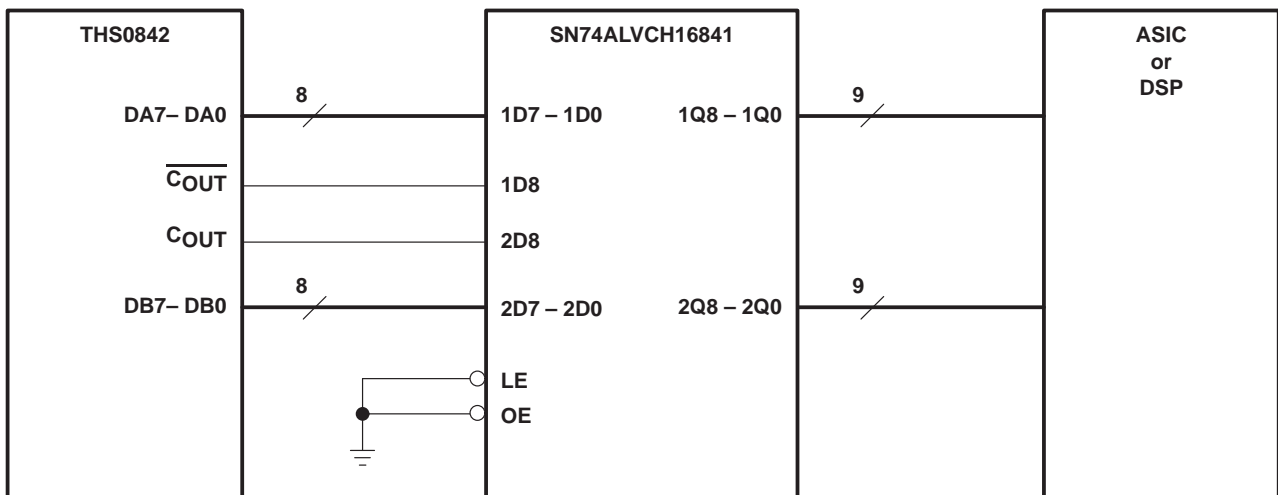 THS0842
SN74ALVCH16841
ASIC
or
DSP
8
9
DA7– DA0
1D7 – 1D0
1Q8 – 1Q0
C̅O̅U̅T̅
1D8
COUT
2D8
8
9
DB7– DB0
2D7 – 2D0
2Q8 – 2Q0
LE
OE